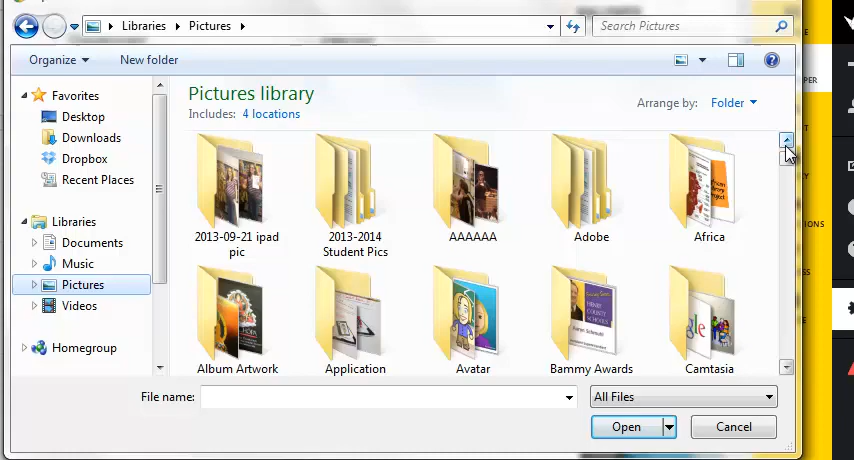 Libraries
Pictures
Search Pictures
Organize
New folder
Favorites
Desktop
Downloads
Dropbox
Recent Places
Libraries
Documents
Music
Pictures
Videos
Homegroup
Pictures library
Includes: 4 locations
Arrange by: Folder
2013-09-21 ipad
pic
2013-2014
Student Pics
AAAAAA
Adobe
Africa
Album Artwork
Application
Avatar
Bammy Awards
Camtasia
File name:
All Files
Open
Cancel